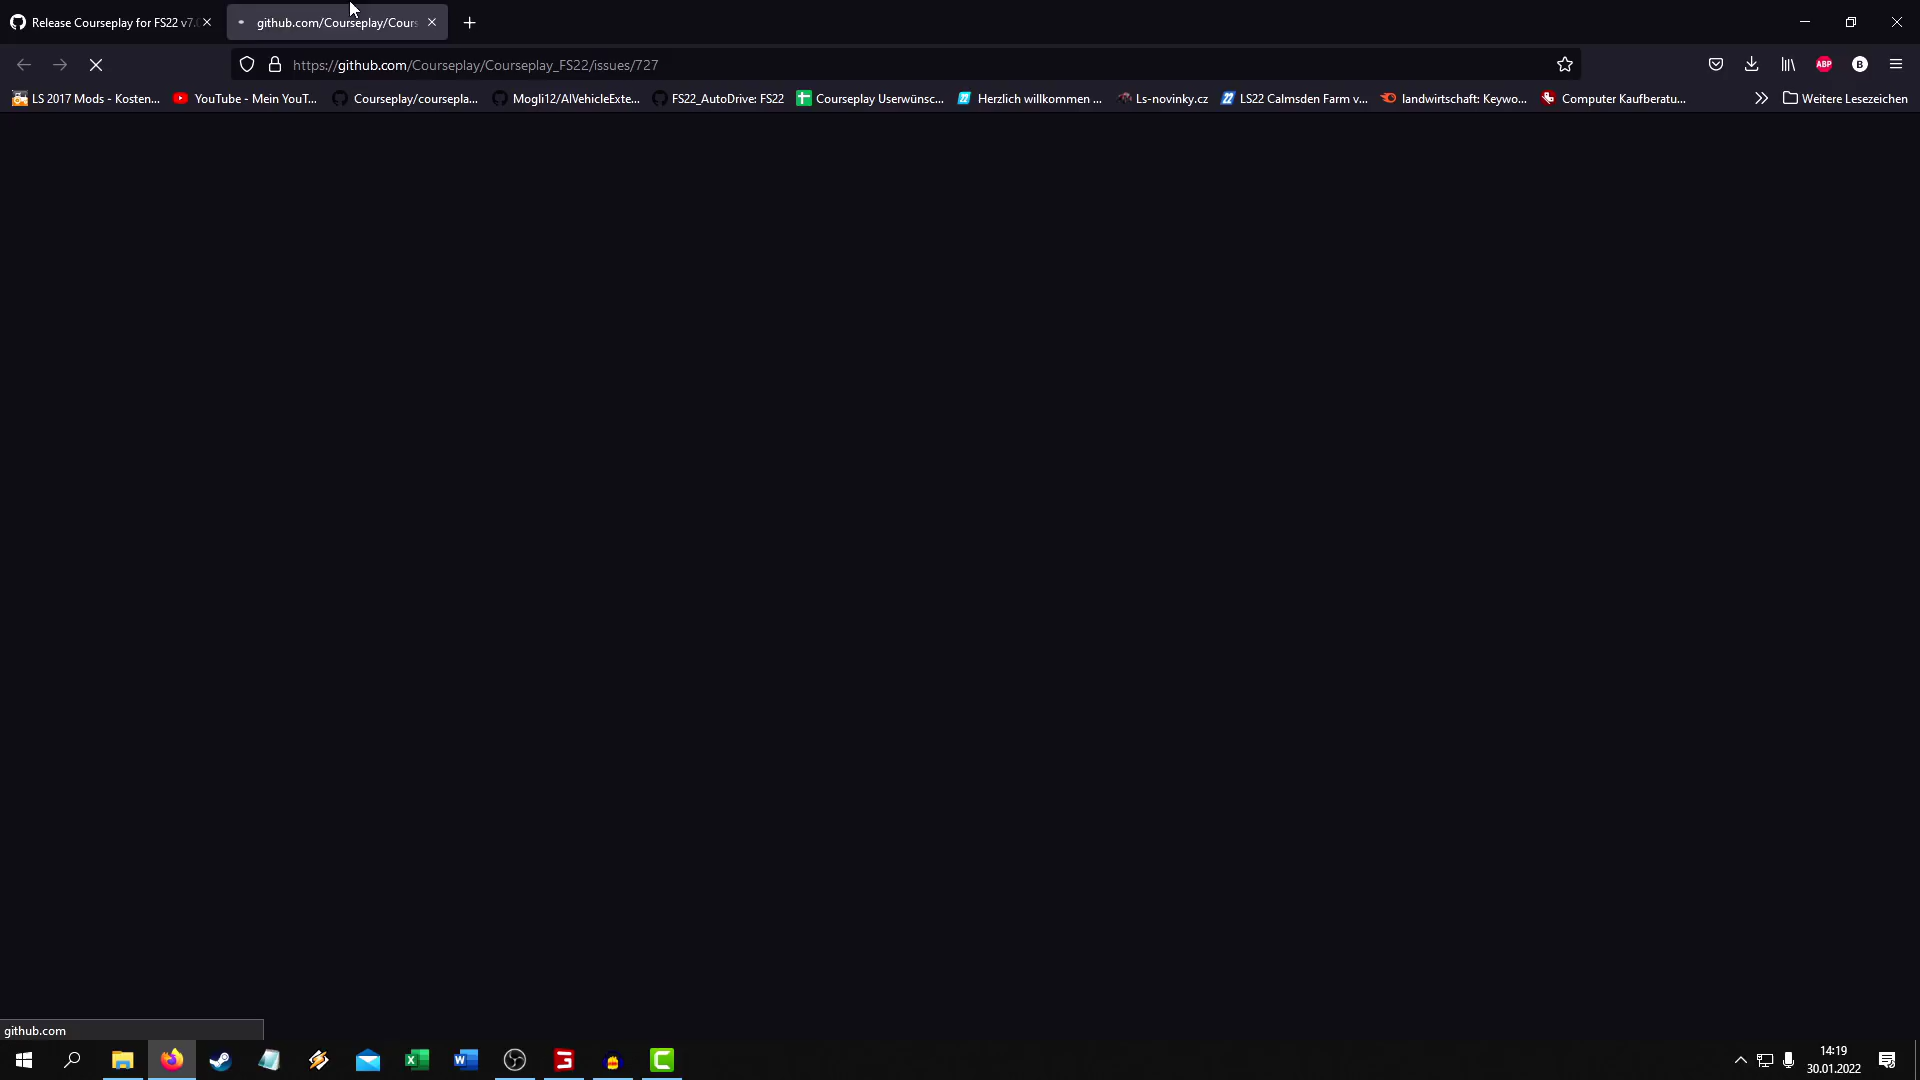 Release Courseplay for FS22 v7.0
github.com/Courseplay/Cours
https://github.com/Courseplay/Courseplay_FS22/issues/727
ABP
B
LS 2017 Mods - Kosten...
YouTube - Mein YouT...
Courseplay/coursepla...
Mogli12/AIVehicleExte...
FS22_AutoDrive: FS22
Courseplay Userwünsc...
Herzlich willkommen ...
Ls-novinky.cz
LS22 Calmsden Farm v...
landwirtschaft: Keywo...
Computer Kaufberatu...
Weitere Lesezeichen
github.com
14:19
30.01.2022